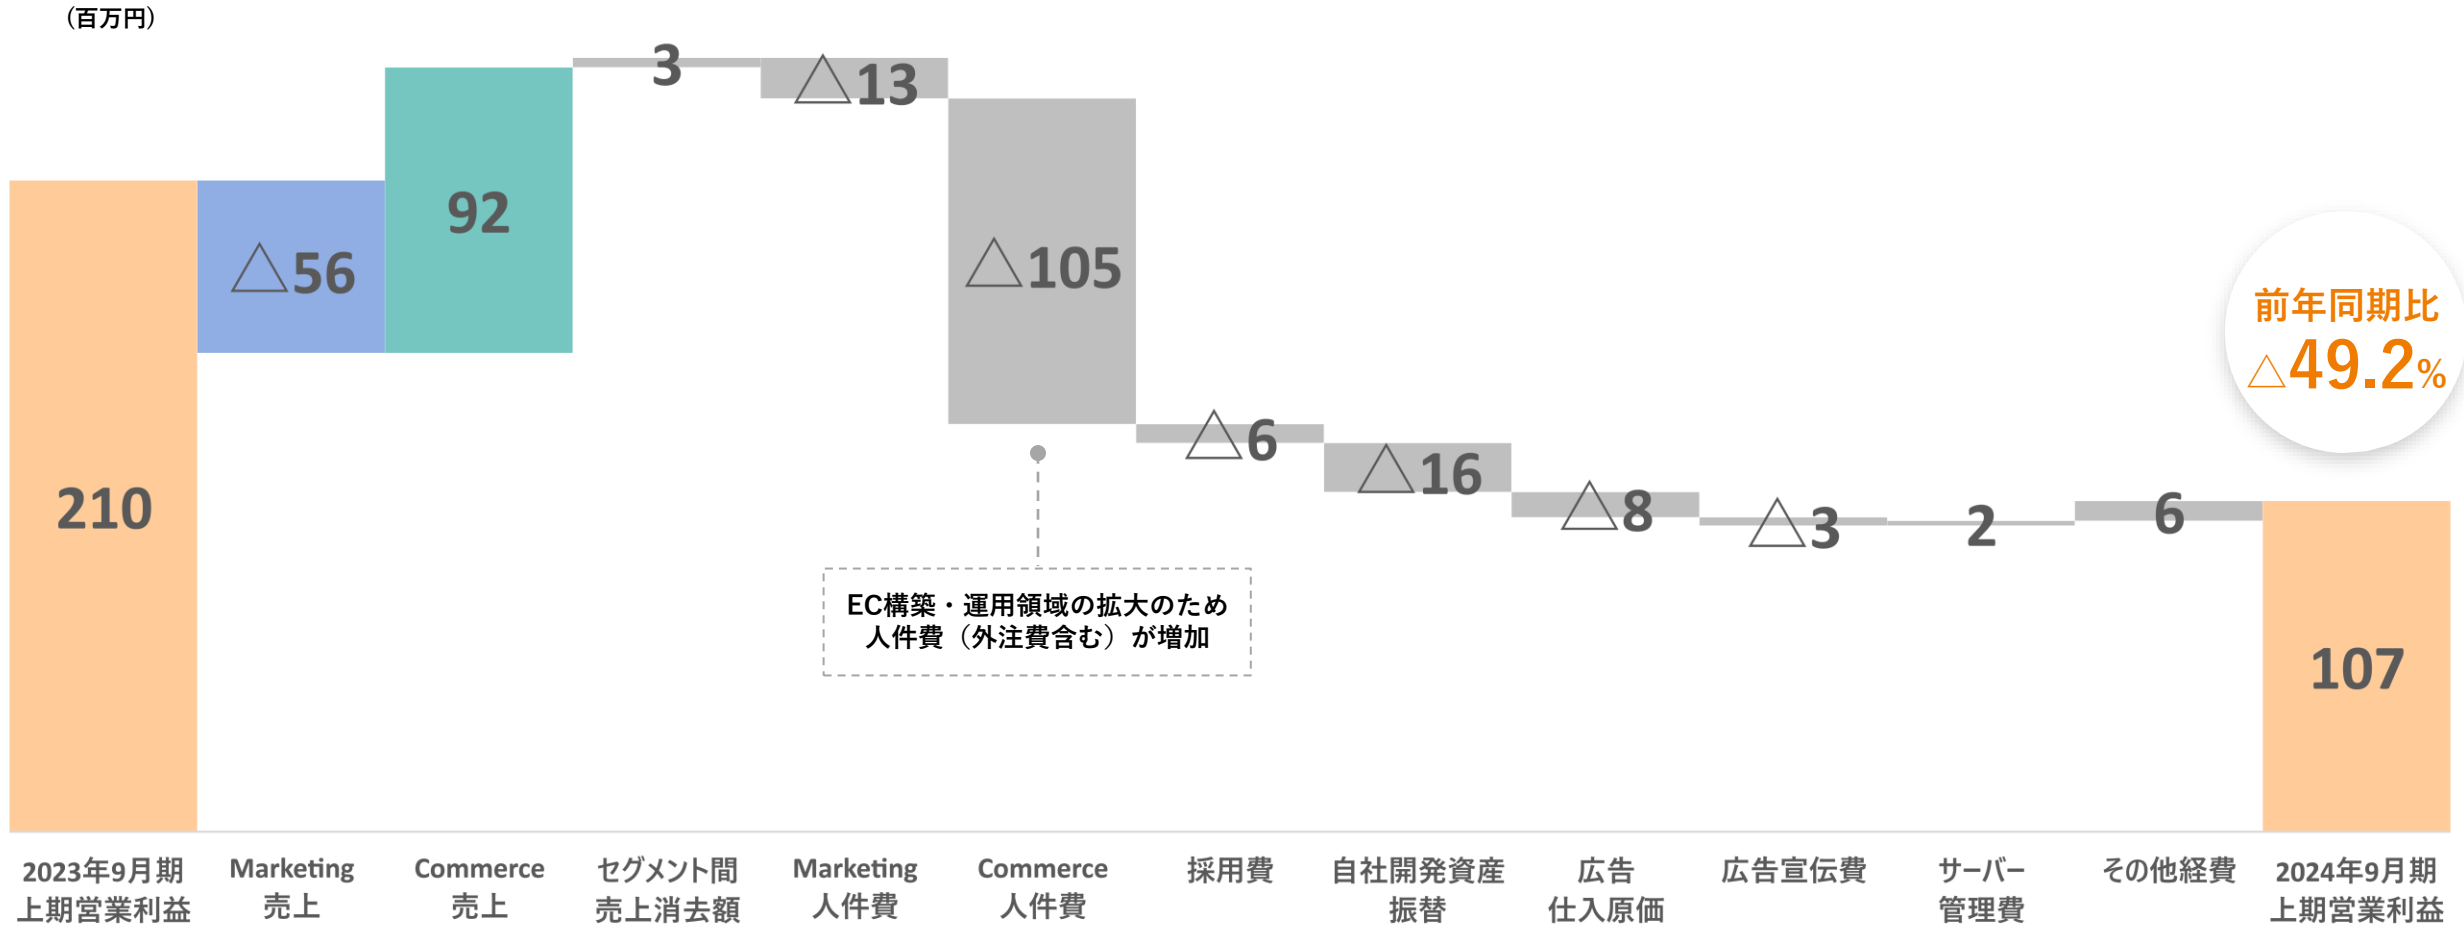 （百万円）
210
△56
92
3
△13
△105
△6
△16
△8
△3
2
6
107
前年同期比
△49.2%
EC構築・運用領域の拡大のため
人件費（外注費含む）が増加
2023年9月期
上期営業利益
Marketing
売上
Commerce
売上
セグメント間
売上消去額
Marketing
人件費
Commerce
人件費
採用費
自社開発資産
振替
広告
仕入原価
広告宣伝費
サーバー
管理費
その他経費
2024年9月期
上期営業利益